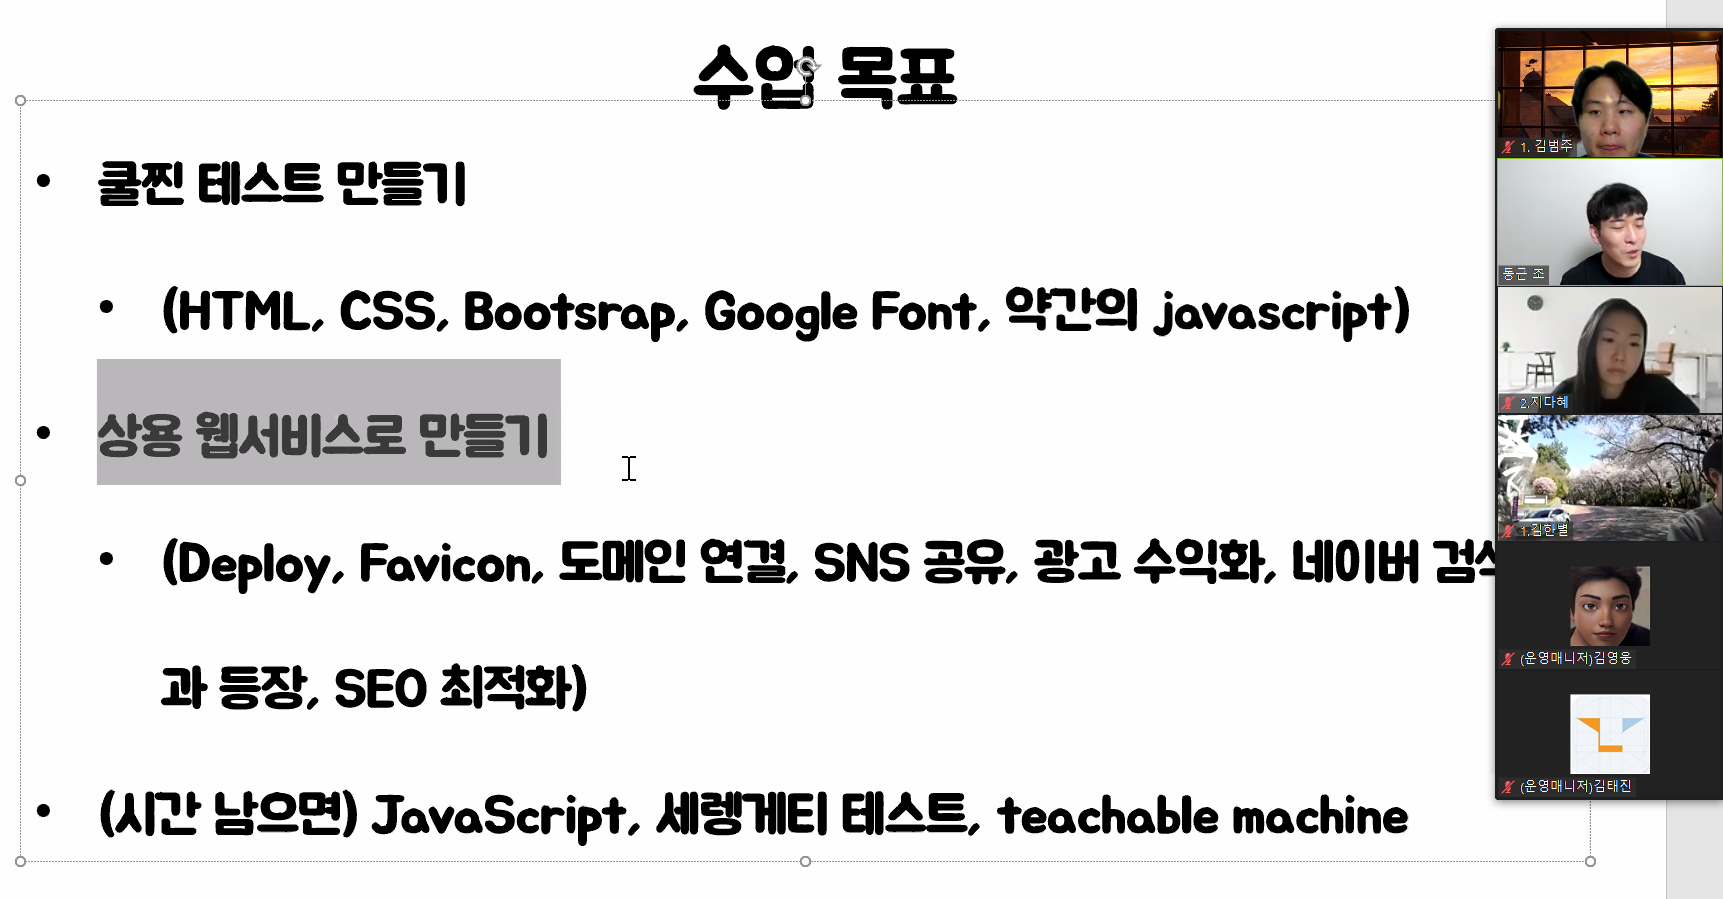 수업 목표
• 쿨찐 테스트 만들기
• (HTML, CSS, Bootsrap, Google Font, 약간의 javascript)
• 상용 웹서비스로 만들기
• (Deploy, Favicon, 도메인 연결, SNS 공유, 광고 수익화, 네이버
과 등장, SEO 최적화)
• (시간 남으면) JavaScript, 세렝게티 테스트, teachable machine
1. 김범주
동근 조
2.지다혜
1.김한별
(운영매니저)김영웅
(운영매니저)김태진